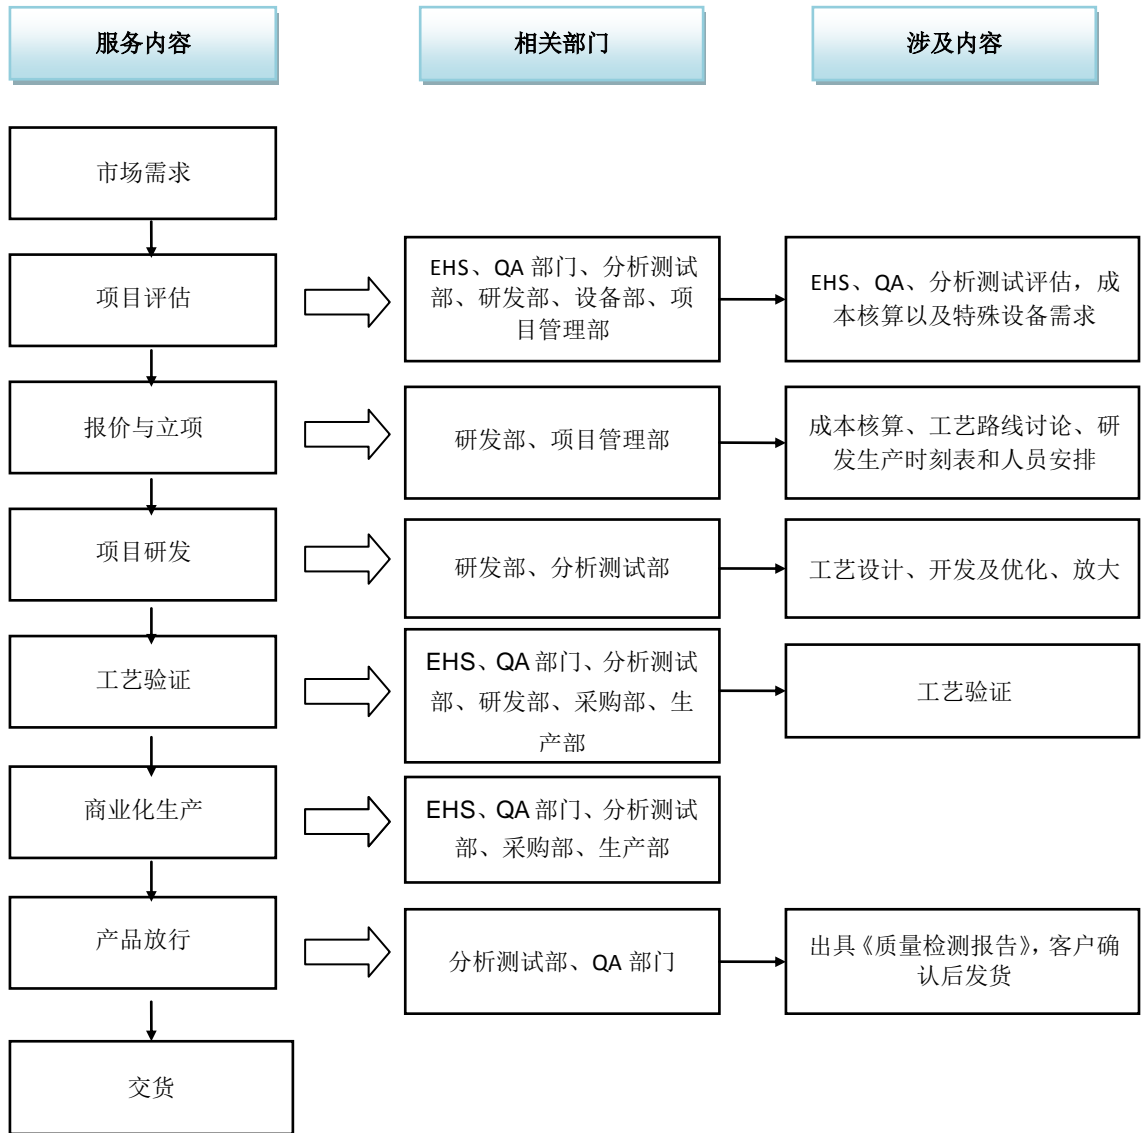 服务内容
相关部门
涉及内容
市场需求
项目评估
EHS、QA 部门、分析测试
部、研发部、设备部、项
目管理部
EHS、QA、分析测试评估，成
本核算以及特殊设备需求
报价与立项
研发部、项目管理部
成本核算、工艺路线讨论、研
发生产时刻表和人员安排
项目研发
研发部、分析测试部
工艺设计、开发及优化、放大
工艺验证
EHS、QA 部门、分析测试
部、研发部、采购部、生
产部
工艺验证
商业化生产
EHS、QA 部门、分析测试
部、采购部、生产部
产品放行
分析测试部、QA 部门
出具《质量检测报告》，客户确
认后发货
交货